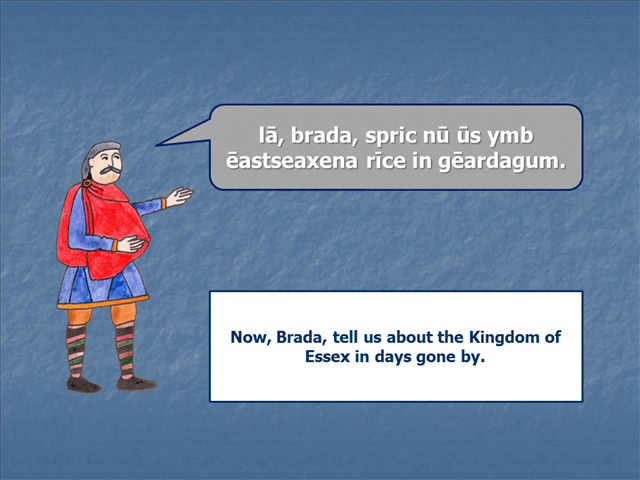 lā, brada, spric nū ūs ymb
ēastseaxena rīce in gēardagum.
Now, Brada, tell us about the Kingdom of
Essex in days gone by.